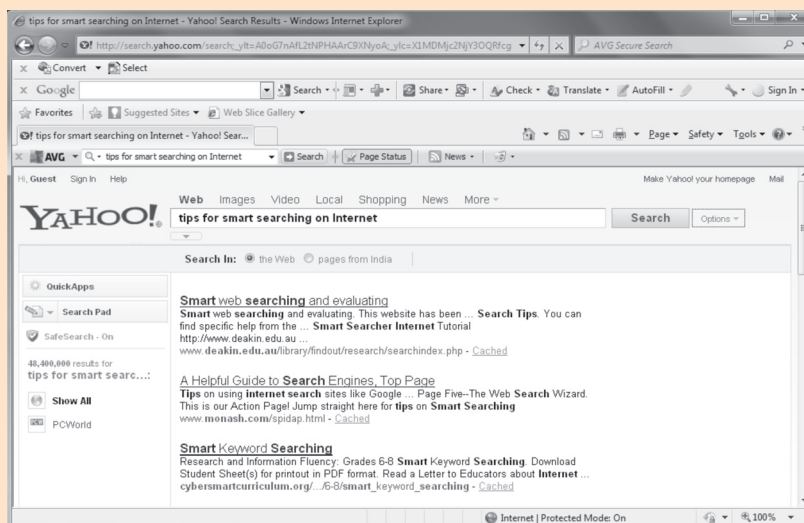 tips for smart searching on Internet - Yahoo! Search Results - Windows Internet Explorer
http://search.yahoo.com/search;_ylt=A0oG7nAfL2tNPHAArC9XNyoA;_ylc=X1MDMjc2NjY3OQRfcg AVG Secure Search
x Convert Select
x Google Search Share Check Translate AutoFill Sign In
Favorites Suggested Sites Web Slice Gallery
tips for smart searching on Internet - Yahoo! Sear... Page Safety Tools
x AVG tips for smart searching on Internet Search Page Status News
Hi, Guest Sign In Help Make Yahoo! your homepage Mail
Web Images Video Local Shopping News More
YAHOO! tips for smart searching on Internet Search Options
Search In: the Web pages from India
QuickApps
Search Pad
SafeSearch - On
48,400,000 results for
tips for smart searc...:
Show All
PCWorld
Smart web searching and evaluating
Smart web searching and evaluating. This website has been ... Search Tips. You can
find specific help from the ... Smart Searcher Internet Tutorial
http://www.deakin.edu.au ...
www.deakin.edu.au/library/findout/research/searchindex.php - Cached
A Helpful Guide to Search Engines, Top Page
Tips on using internet search sites like Google ... Page Five--The Web Search Wizard.
This is our Action Page! Jump straight here for tips on Smart Searching
www.monash.com/spidap.html - Cached
Smart Keyword Searching
Research and Information Fluency: Grades 6-8 Smart Keyword Searching. Download
Student Sheet(s) for printout in PDF format. Read a Letter to Educators about Internet ...
cybersmartcurriculum.org/.../6-8/smart_keyword_searching - Cached
Internet | Protected Mode: On 100%